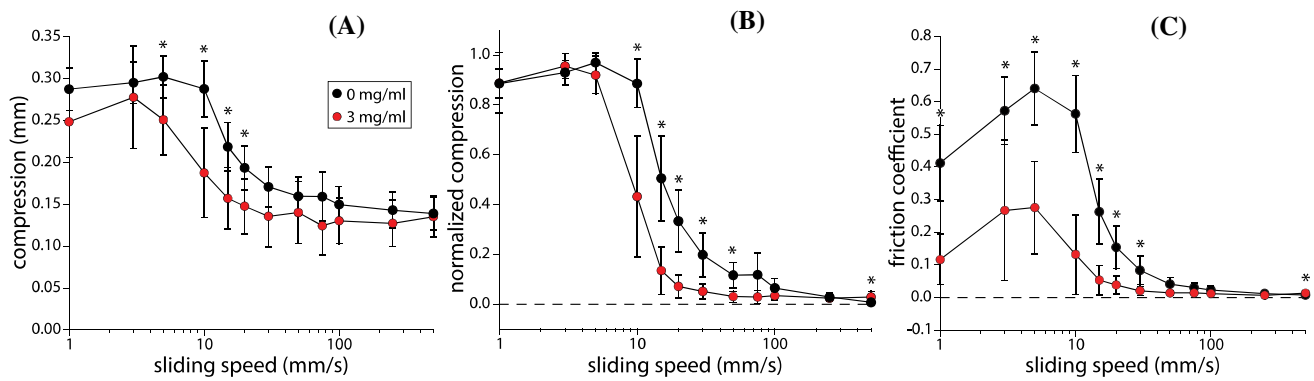 (A)
compression (mm)
0.35
0.30
0.25
0.20
0.15
0.10
0.05
0.00
1
10
100
sliding speed (mm/s)
* * * *
0 mg/ml
3 mg/ml
(B)
normalized compression
1.0
0.8
0.6
0.4
0.2
0.0
1
10
100
sliding speed (mm/s)
* * * * * *
(C)
friction coefficient
0.8
0.7
0.6
0.5
0.4
0.3
0.2
0.1
0.0
-0.1
1
10
100
sliding speed (mm/s)
* * * * * * * *